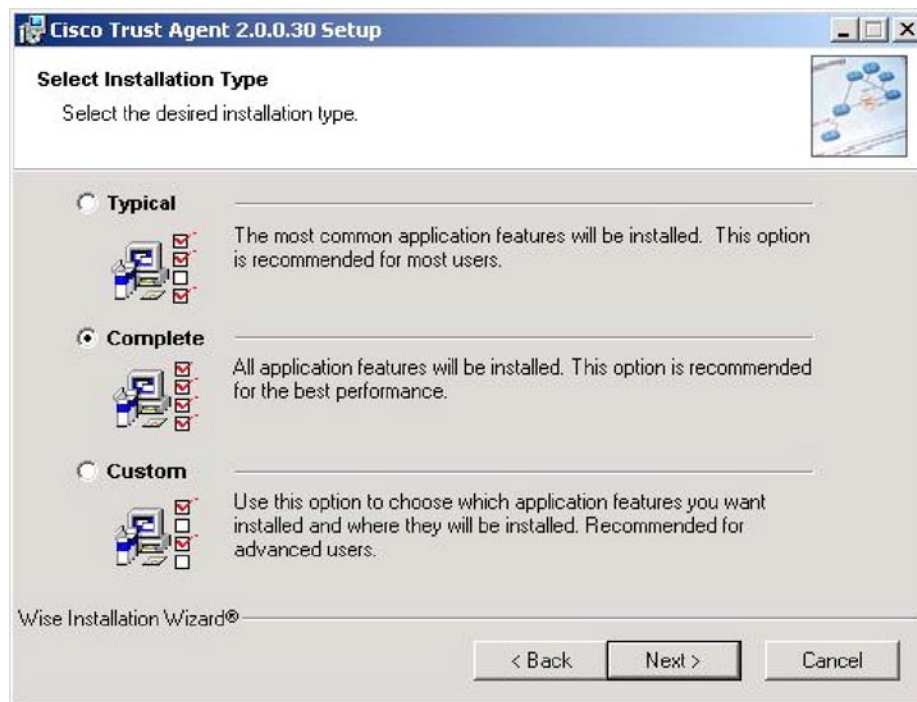 Cisco Trust Agent 2.0.0.30 Setup
Select Installation Type
Select the desired installation type.
Typical
The most common application features will be installed. This option
is recommended for most users.
Complete
All application features will be installed. This option is recommended
for the best performance.
Custom
Use this option to choose which application features you want
installed and where they will be installed. Recommended for
advanced users.
Wise Installation Wizard®
< Back
Next >
Cancel